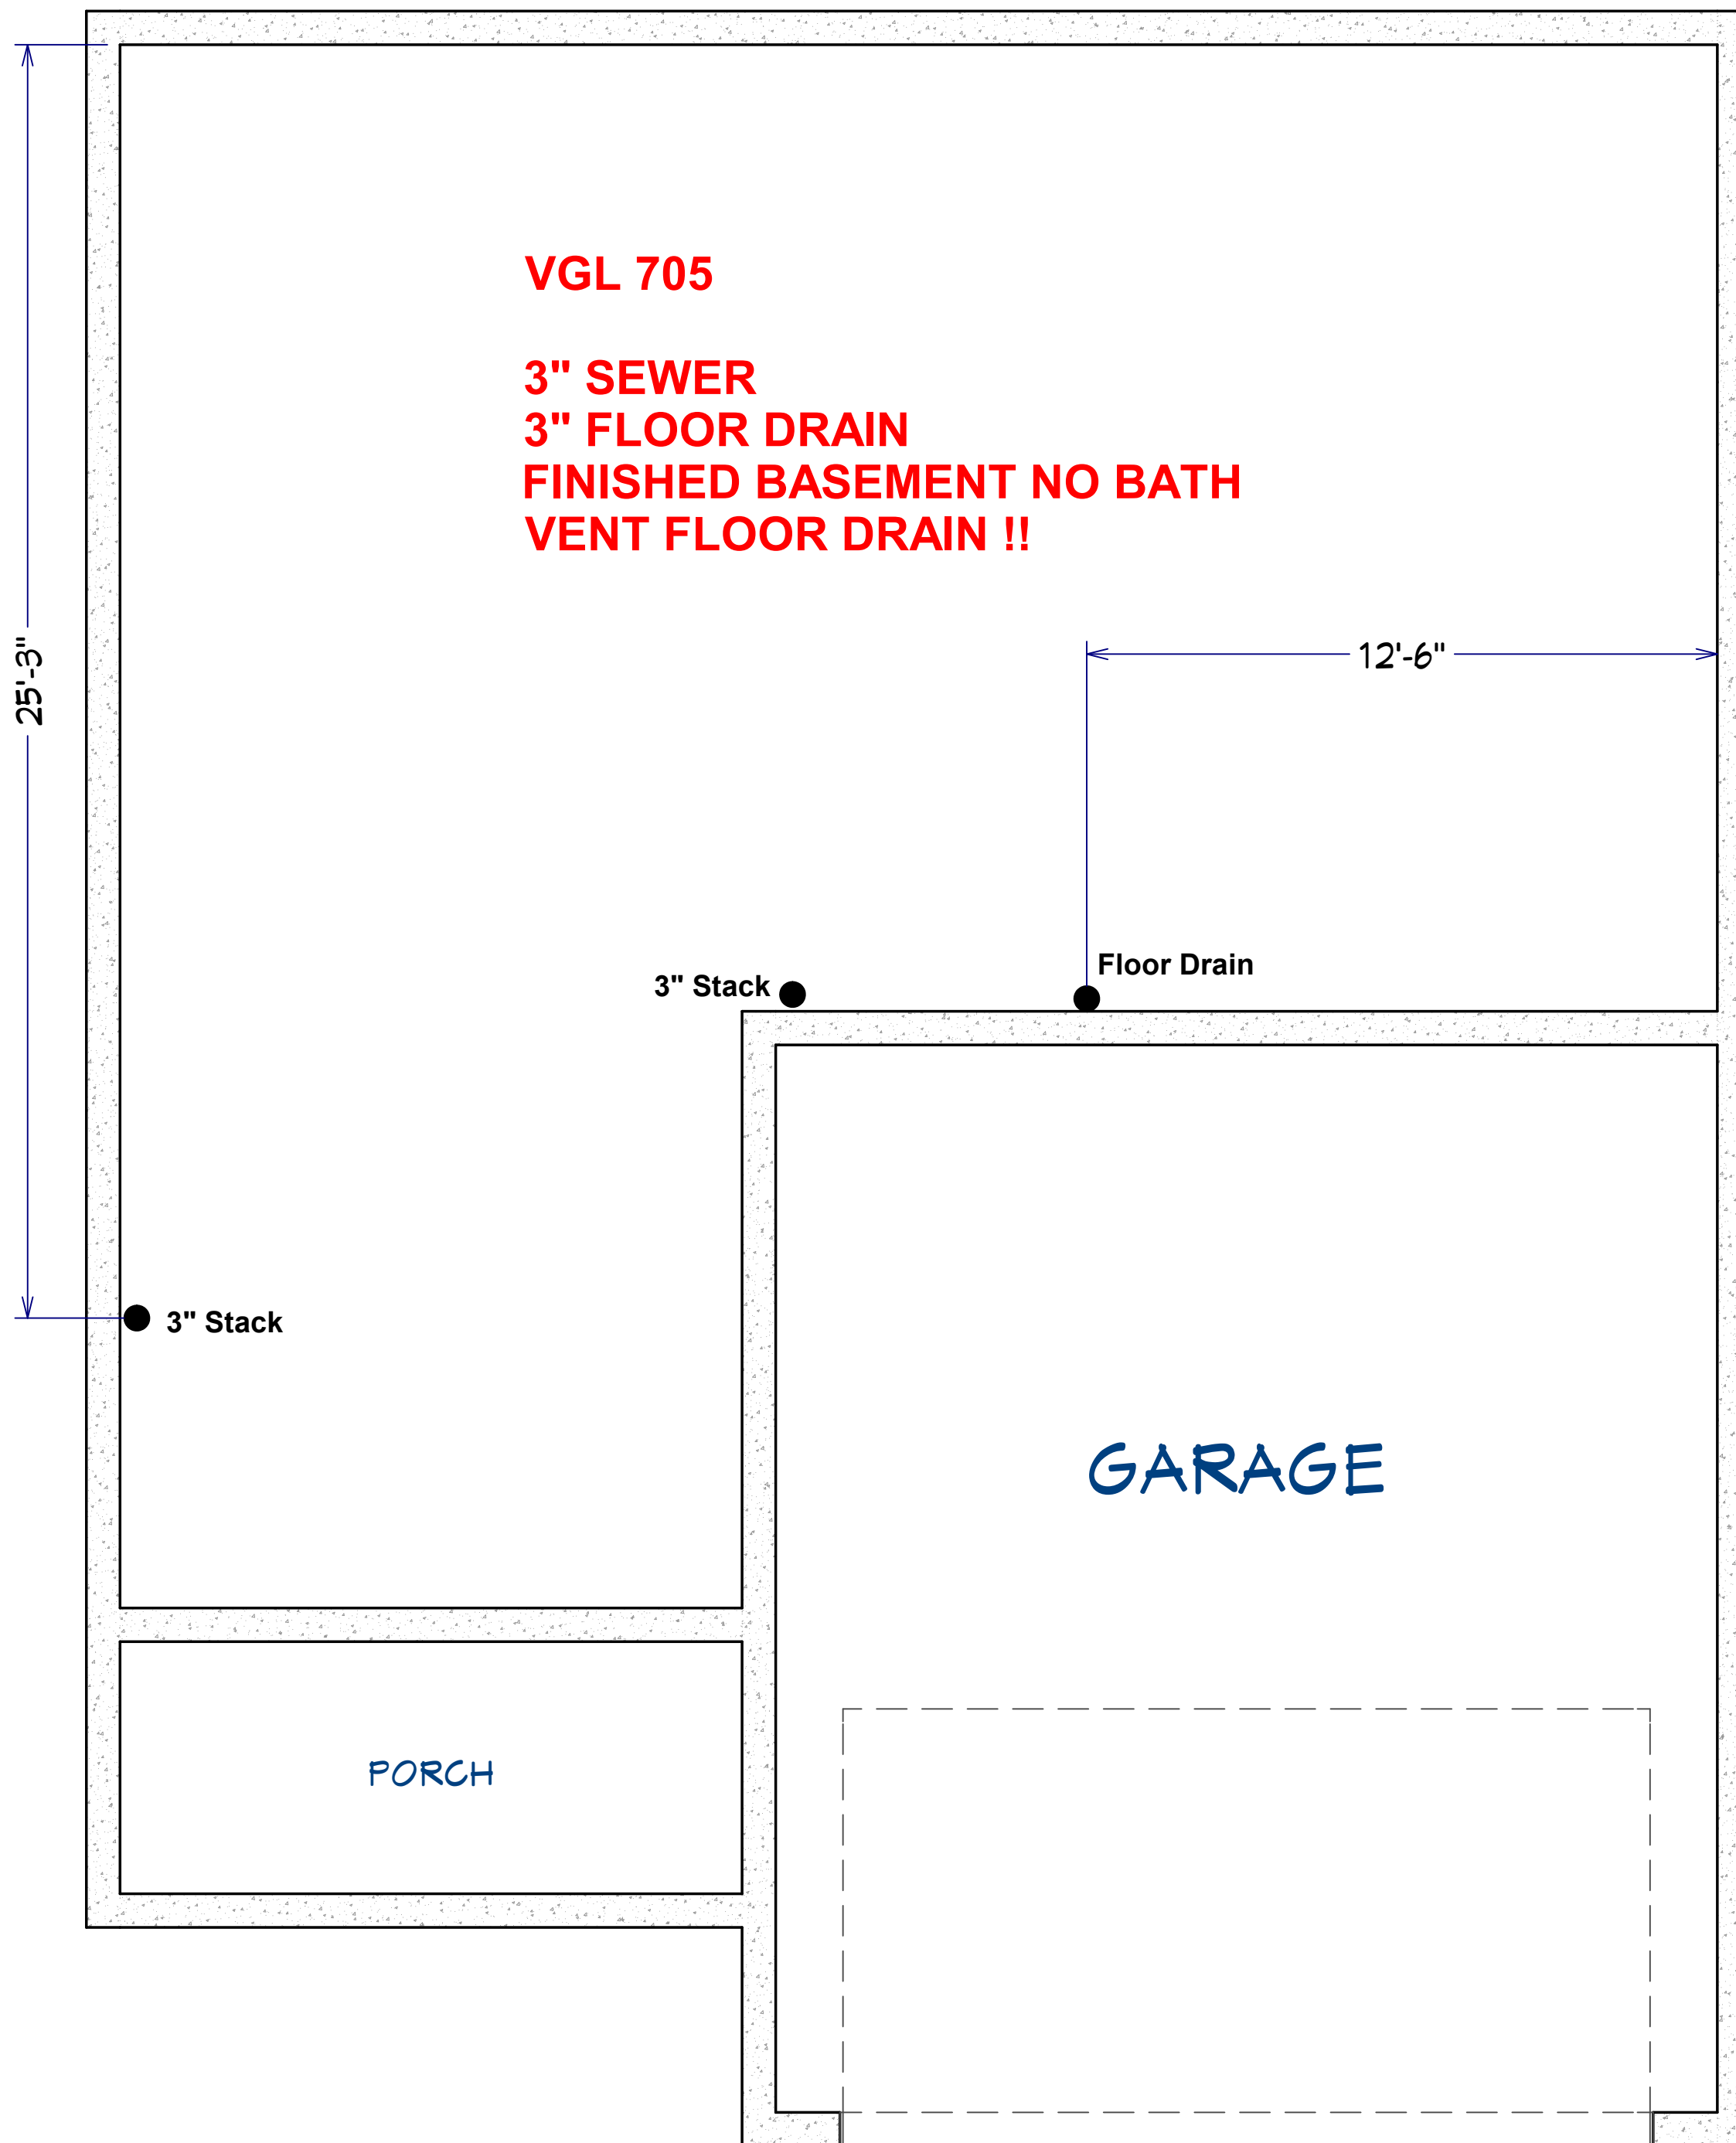 VGL 705
3" SEWER
3" FLOOR DRAIN
FINISHED BASEMENT NO BATH
VENT FLOOR DRAIN !!
25'-3"
12'-6"
Floor Drain
3" Stack
3" Stack
GARAGE
PORCH